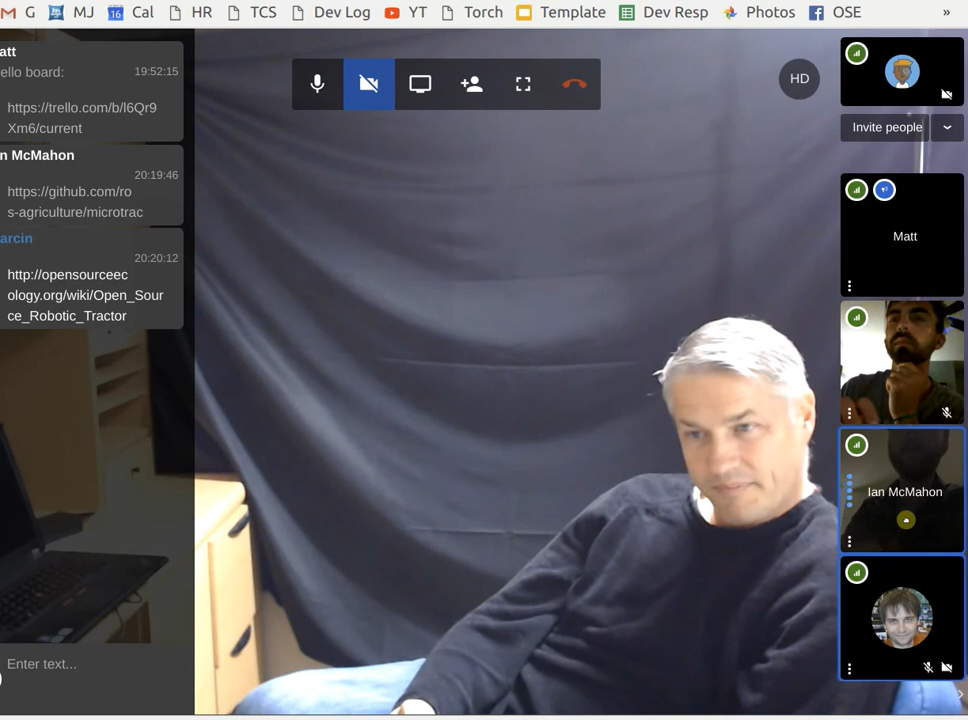 G MJ Cal HR TCS Dev Log YT Torch Template Dev Resp Photos OSE »
16
att
ello board:
19:52:15
https://trello.com/b/l6Qr9
Xm6/current
n McMahon
20:19:46
https://github.com/ro
s-agriculture/microtrac
arcin
20:20:12
http://opensourceec
ology.org/wiki/Open_Sour
ce_Robotic_Tractor
Enter text...
HD
Invite people
Matt
Ian McMahon